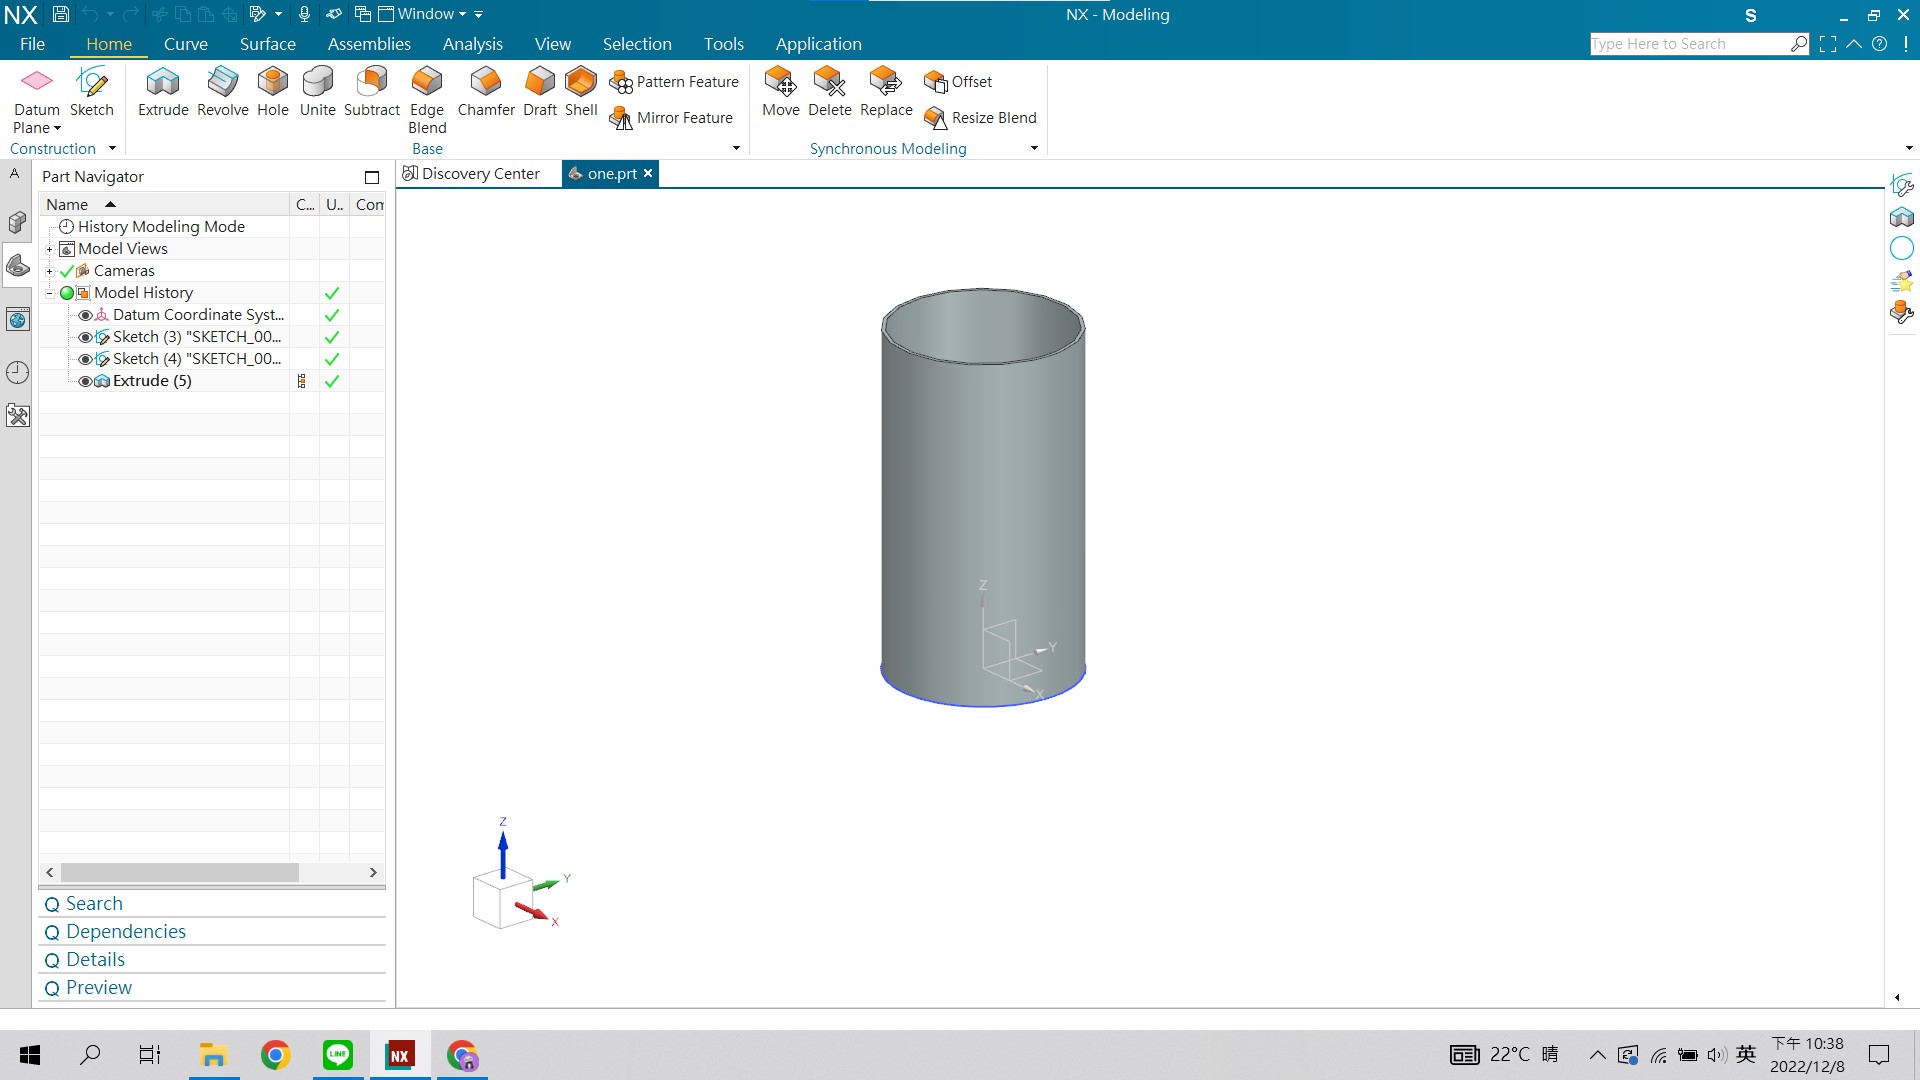 NX
Window
NX - Modeling
S
File
Home
Curve
Surface
Assemblies
Analysis
View
Selection
Tools
Application
Type Here to Search
Datum
Plane
Sketch
Extrude
Revolve
Hole
Unite
Subtract
Edge
Blend
Chamfer
Draft
Shell
Pattern Feature
Mirror Feature
Move
Delete
Replace
Offset
Resize Blend
Construction
Base
Synchronous Modeling
A
Part Navigator
Discovery Center
one.prt
Name
C...
U..
Com
History Modeling Mode
Model Views
Cameras
Model History
Datum Coordinate Syst...
Sketch (3) "SKETCH_00...
Sketch (4) "SKETCH_00...
Extrude (5)
Z
Y
X
Z
Y
X
Search
Dependencies
Details
Preview
LINE
NX
22°C 晴
英
下午 10:38
2022/12/8